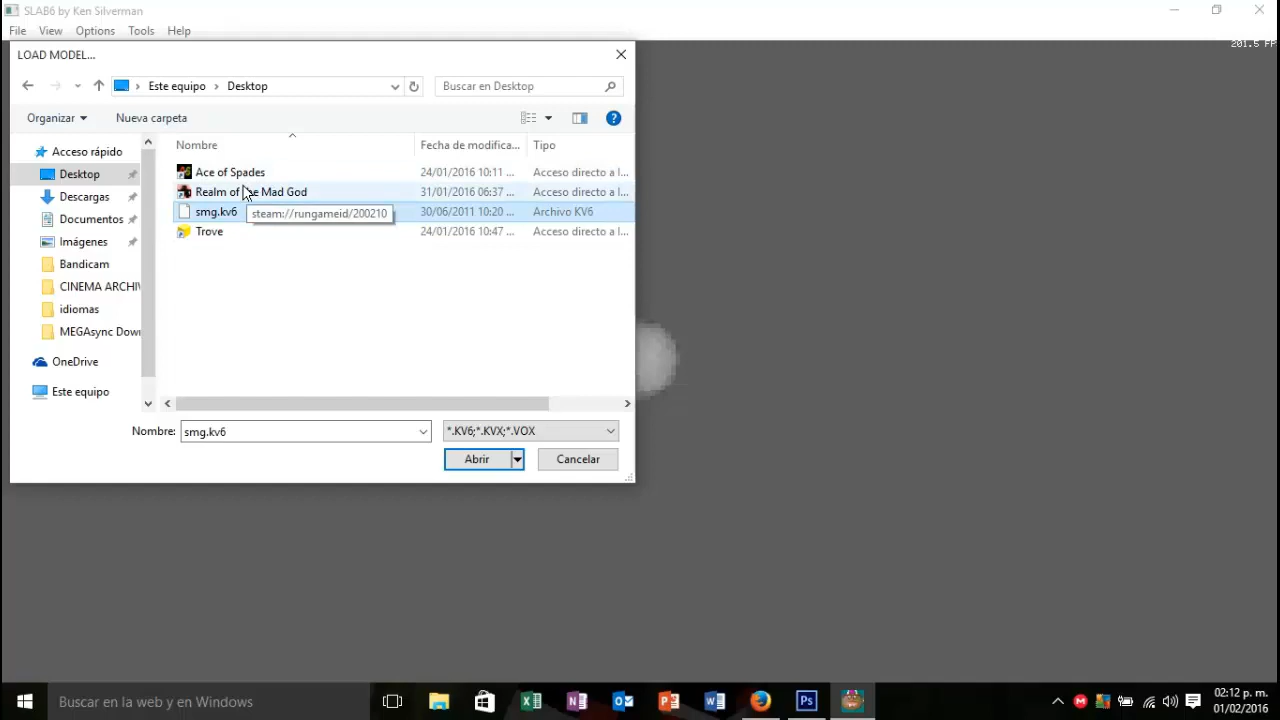 SLAB6 by Ken Silverman
File View Options Tools Help
201.5 FP
LOAD MODEL...
Este equipo Desktop
Buscar en Desktop
Organizar Nueva carpeta
Nombre Fecha de modifica... Tipo
Acceso rápido
Desktop
Descargas
Documentos
Imágenes
Bandicam
CINEMA ARCHI
idiomas
MEGAsync Dow
OneDrive
Este equipo
Ace of Spades 24/01/2016 10:11 ... Acceso directo a l...
Realm of the Mad God 31/01/2016 06:37 ... Acceso directo a l...
smg.kv6 30/06/2011 10:20 ... Archivo KV6
steam://rungameid/200210
Trove 24/01/2016 10:47 ... Acceso directo a l...
Nombre: smg.kv6 *.KV6;*.KVX;*.VOX
Abrir Cancelar
Buscar en la web y en Windows
02:12 p. m.
01/02/2016